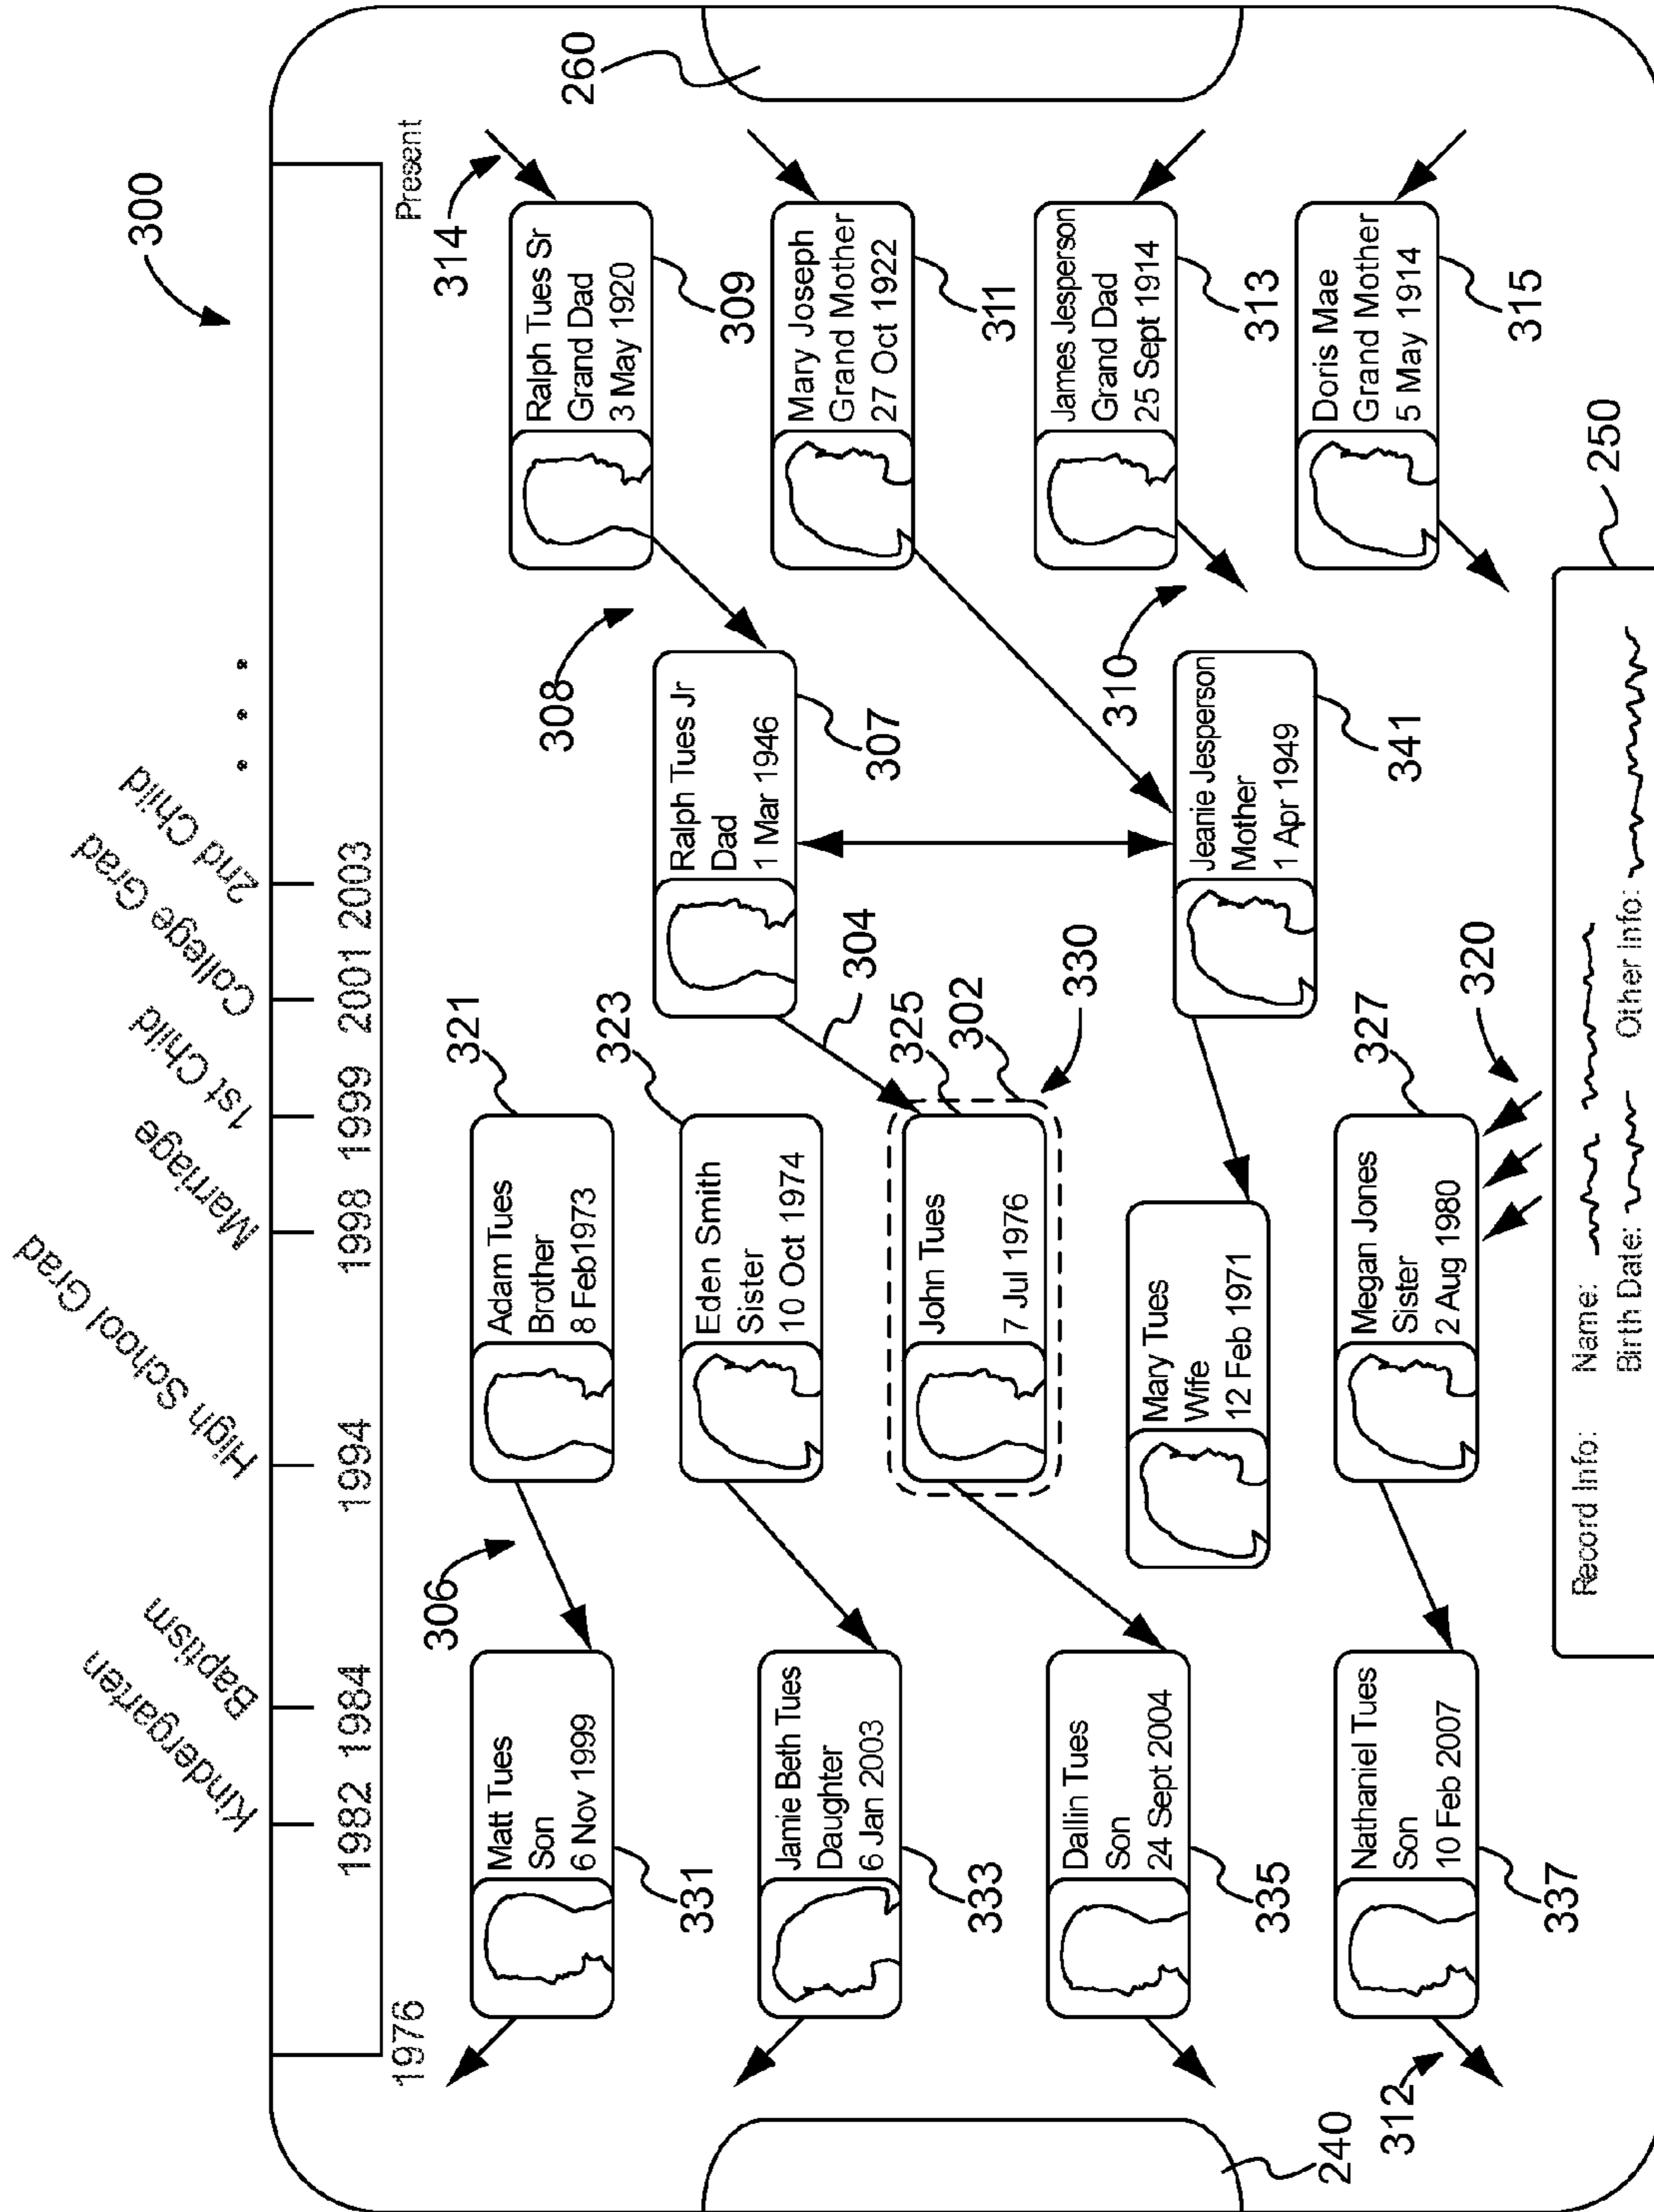 300
Kindergarten
Baptism
High School Grad
Marriage
1st Child
College Grad
2nd Child
1976
1982
1984
1994
1998
1999
2001
2003
Present
306
321
308
314
260
Matt Tues
Son
6 Nov 1999
331
Adam Tues
Brother
8 Feb1973
Ralph Tues Sr
Grand Dad
3 May 1920
309
323
Eden Smith
Sister
10 Oct 1974
Ralph Tues Jr
Dad
1 Mar 1946
307
304
Jamie Beth Tues
Daughter
6 Jan 2003
333
Mary Joseph
Grand Mother
27 Oct 1922
311
325
302
330
John Tues
7 Jul 1976
310
Dallin Tues
Son
24 Sept 2004
335
James Jesperson
Grand Dad
25 Sept 1914
313
Mary Tues
Wife
12 Feb 1971
Jeanie Jesperson
Mother
1 Apr 1949
341
327
320
Nathaniel Tues
Son
10 Feb 2007
337
Megan Jones
Sister
2 Aug 1980
Doris Mae
Grand Mother
5 May 1914
315
240
312
250
Record Info: Name:
Birth Date: Other Info: